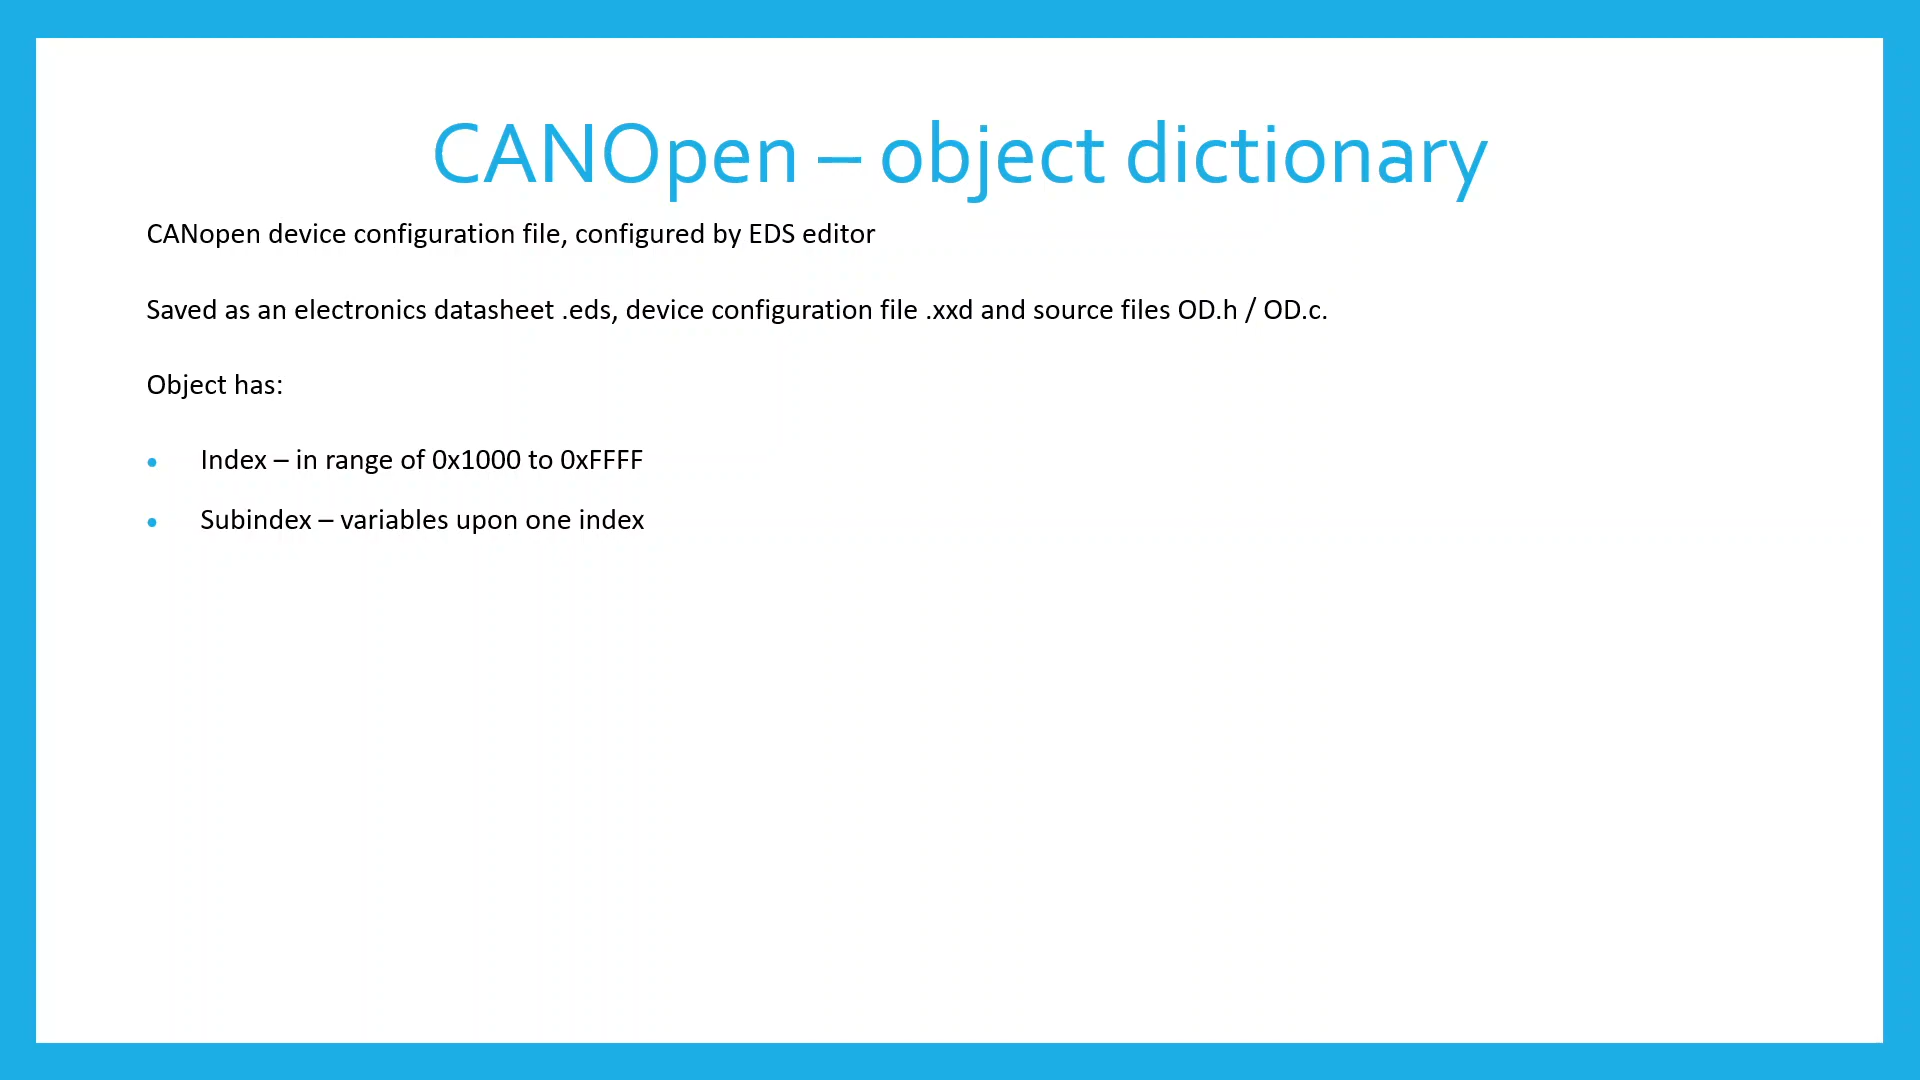 CANOpen – object dictionary
CANopen device configuration file, configured by EDS editor
Saved as an electronics datasheet .eds, device configuration file .xxd and source files OD.h / OD.c.
Object has:
• Index – in range of 0x1000 to 0xFFFF
• Subindex – variables upon one index